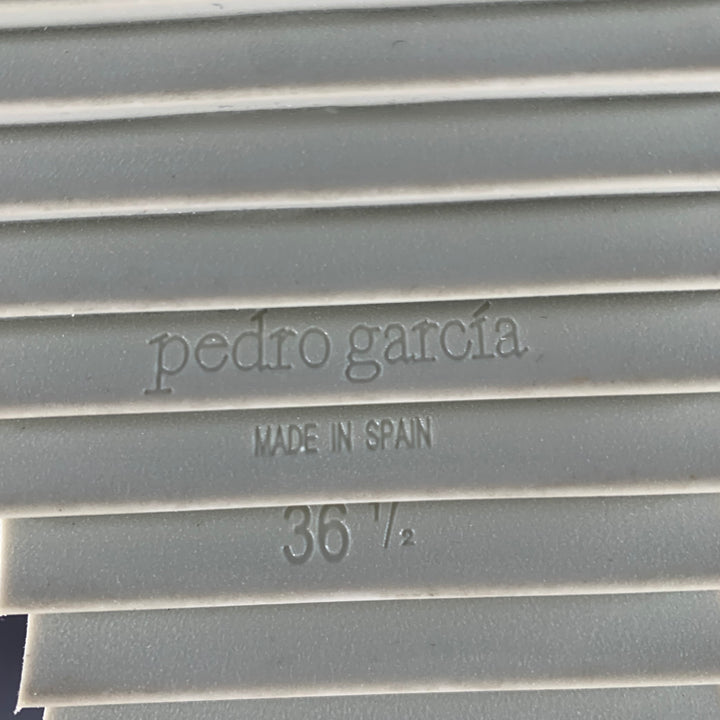 pedro garcía
MADE IN SPAIN
36 1/2